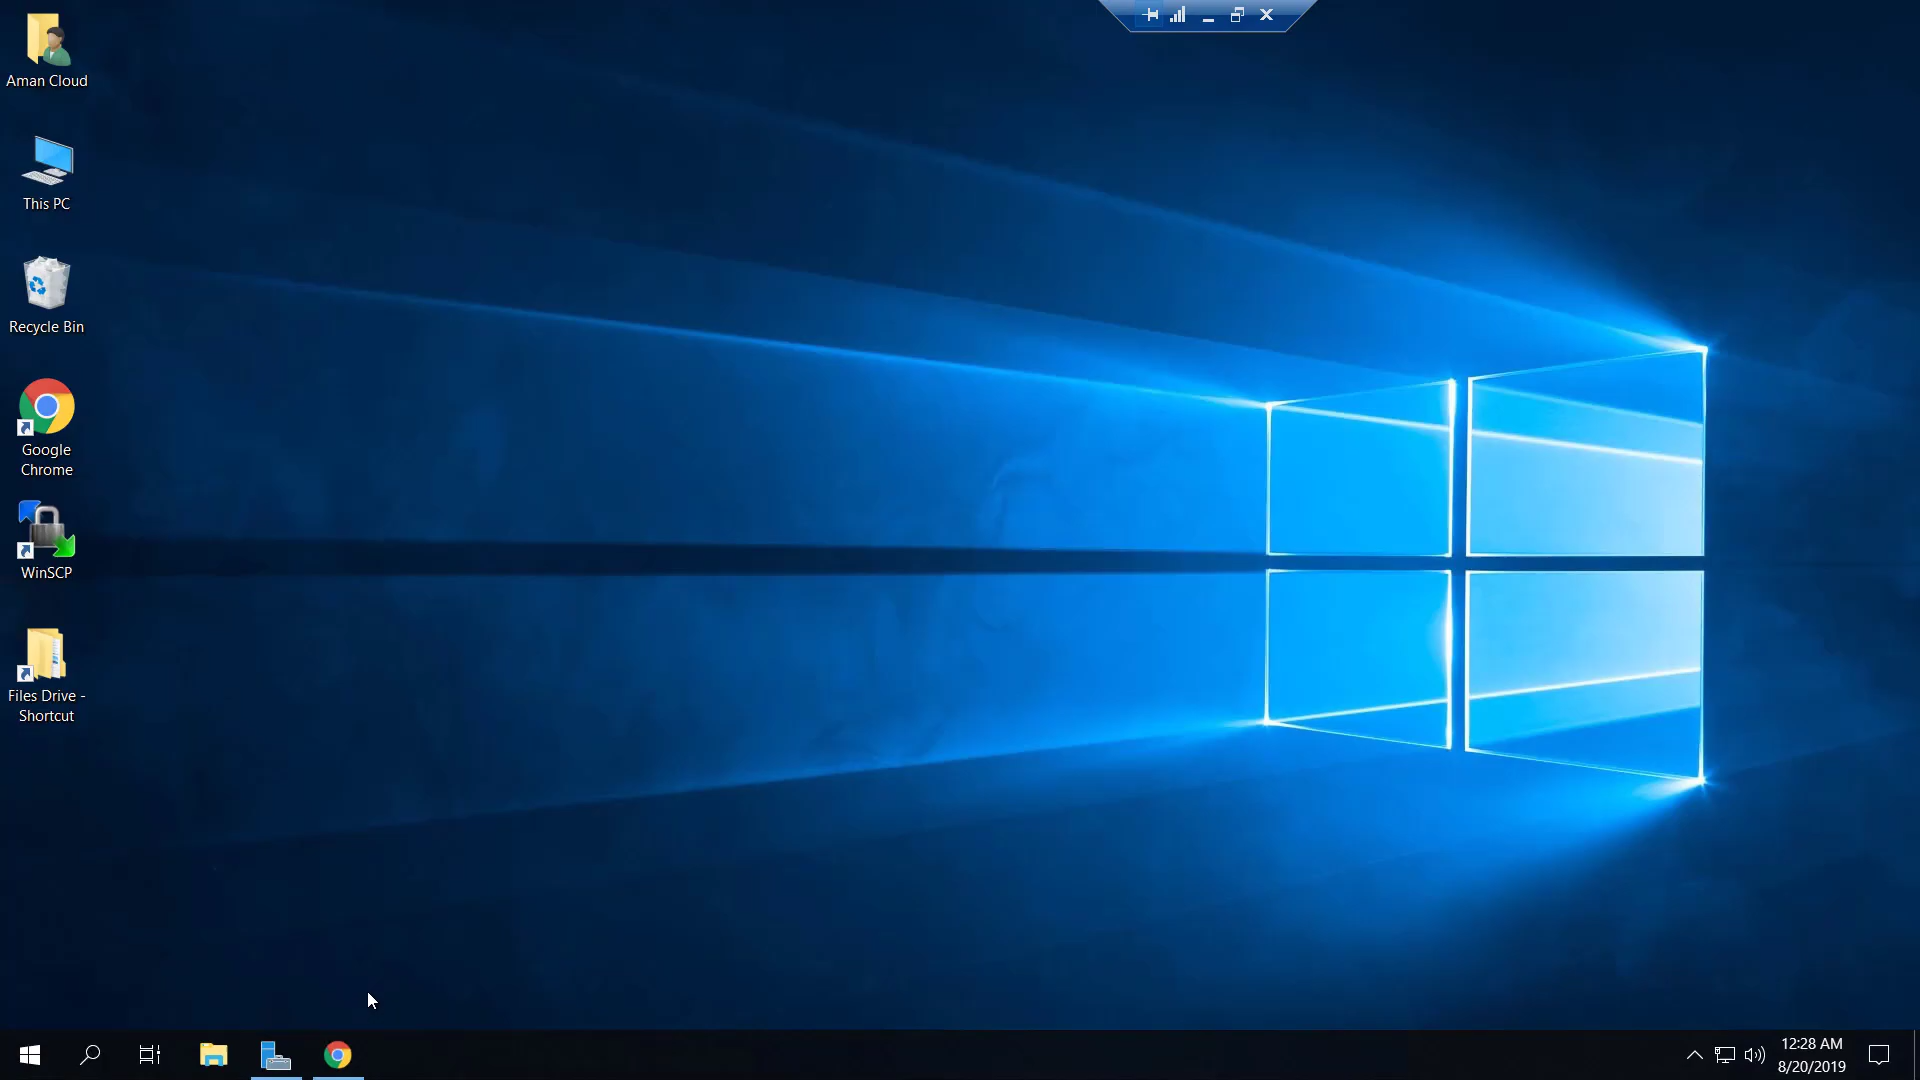 Aman Cloud
This PC
Recycle Bin
Google
Chrome
WinSCP
Files Drive -
Shortcut
12:28 AM
8/20/2019